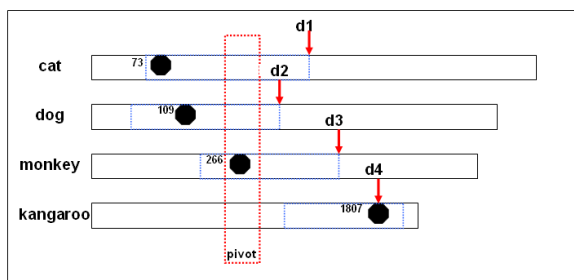 d1
cat 73
d2
dog 109
d3
monkey 266
d4
kangaroo 1807
pivot